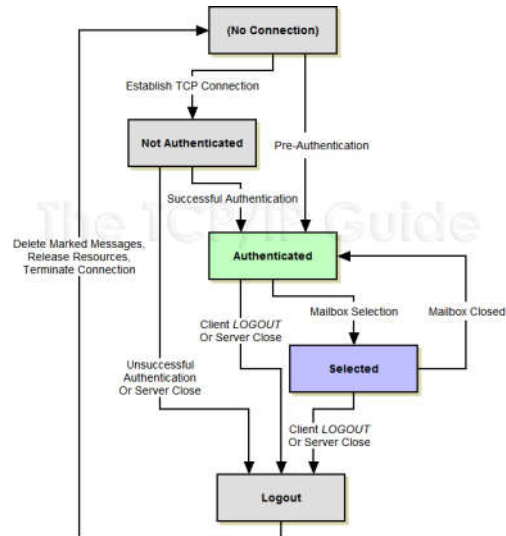 (No Connection)
Establish TCP Connection
Not Authenticated
Pre-Authentication
Successful Authentication
The TCP/IP Guide
Delete Marked Messages,
Release Resources,
Terminate Connection
Authenticated
Client LOGOUT
Or Server Close
Mailbox Selection
Mailbox Closed
Unsuccessful
Authentication
Or Server Close
Selected
Client LOGOUT
Or Server Close
Logout